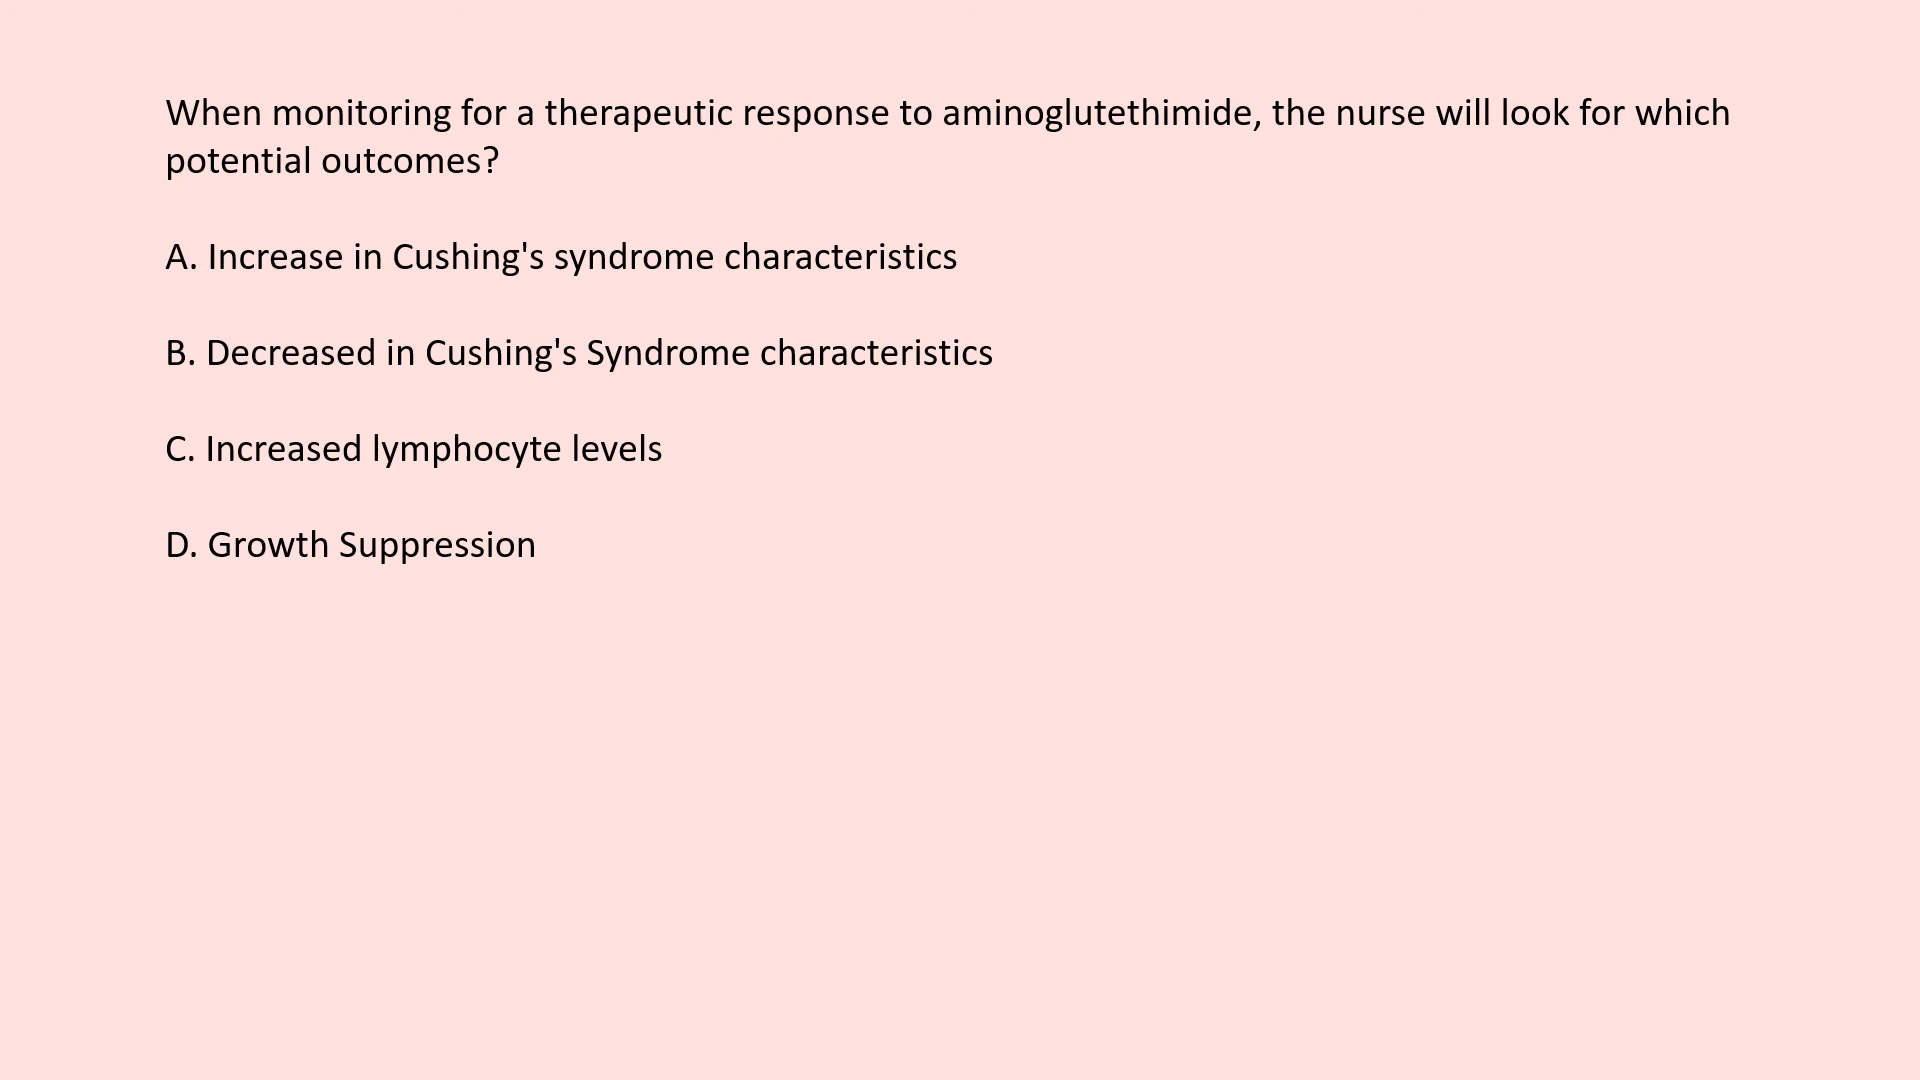 When monitoring for a therapeutic response to aminoglutethimide, the nurse will look for which
potential outcomes?
A. Increase in Cushing's syndrome characteristics
B. Decreased in Cushing's Syndrome characteristics
C. Increased lymphocyte levels
D. Growth Suppression